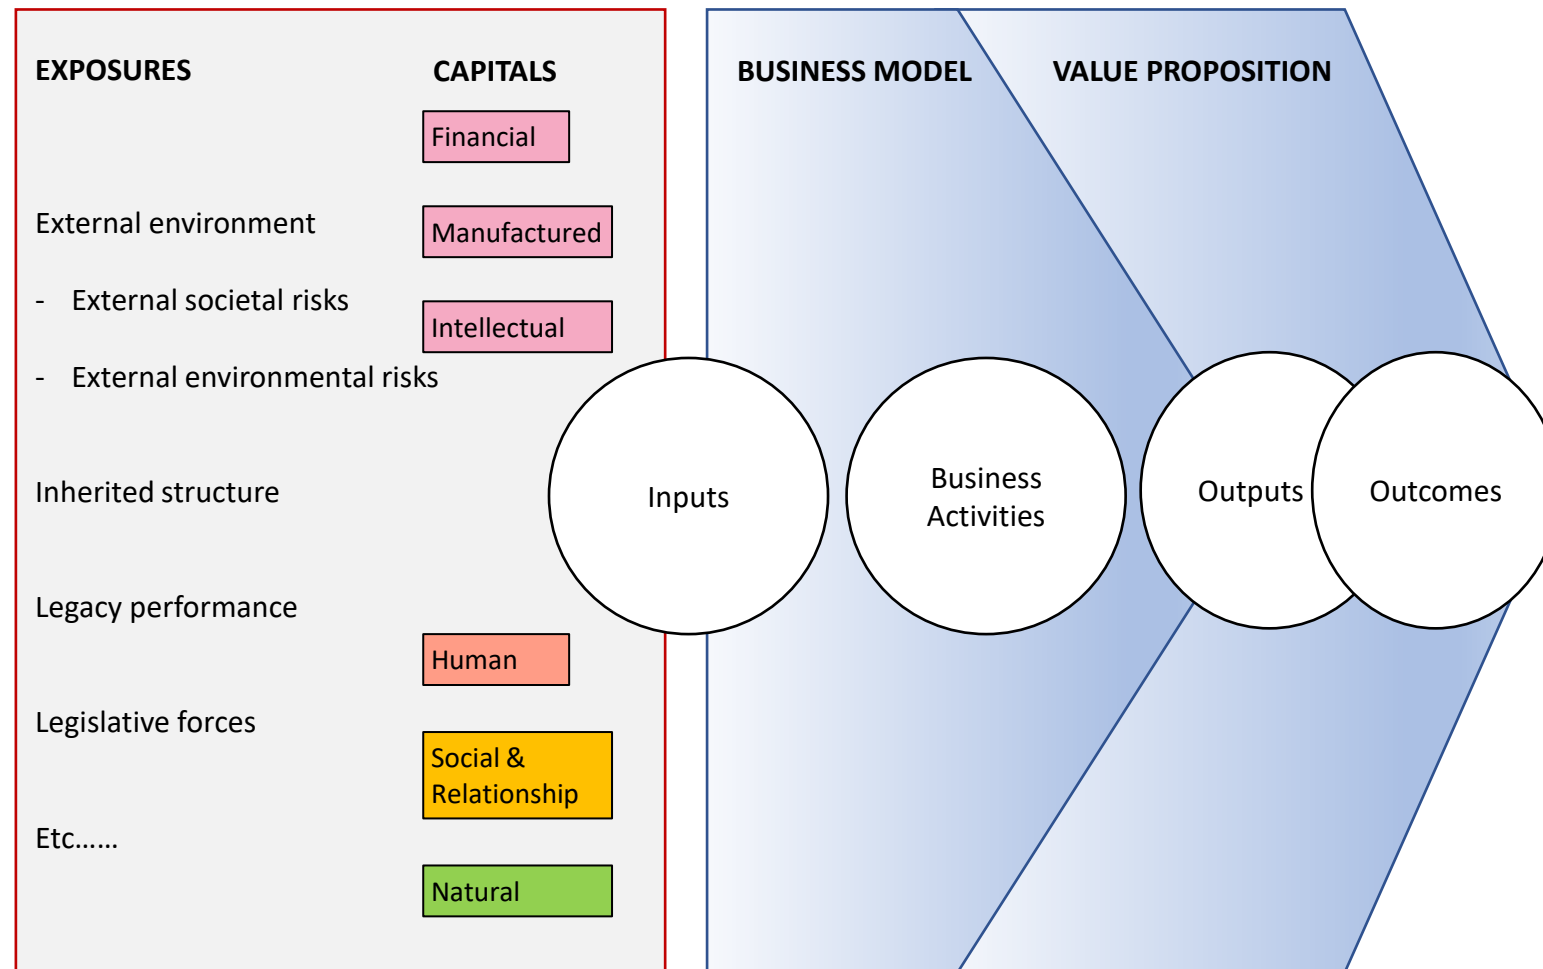 EXPOSURES
External environment
- External societal risks
- External environmental risks
Inherited structure
Legacy performance
Legislative forces
Etc......
CAPITALS
Financial
Manufactured
Intellectual
Human
Social &
Relationship
Natural
BUSINESS MODEL
VALUE PROPOSITION
Inputs
Business
Activities
Outputs
Outcomes